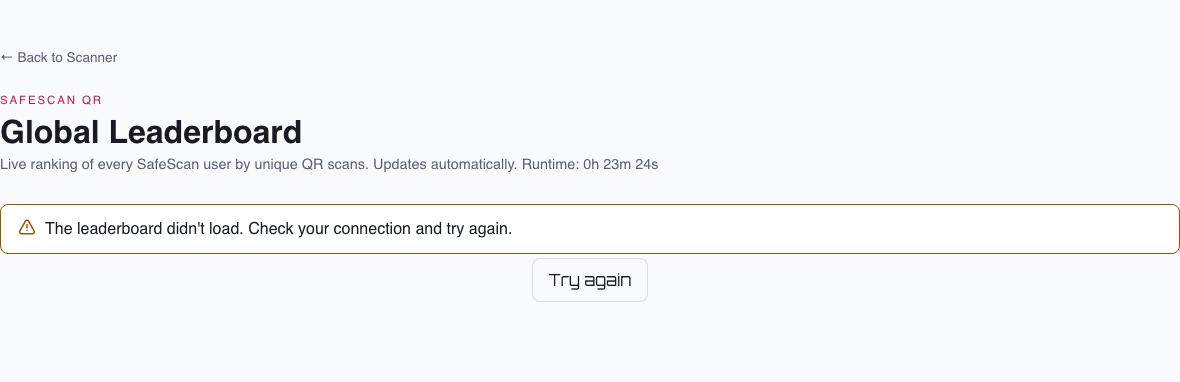 ← Back to Scanner
SAFESCAN QR
Global Leaderboard
Live ranking of every SafeScan user by unique QR scans. Updates automatically. Runtime: 0h 23m 24s
The leaderboard didn't load. Check your connection and try again.
Try again